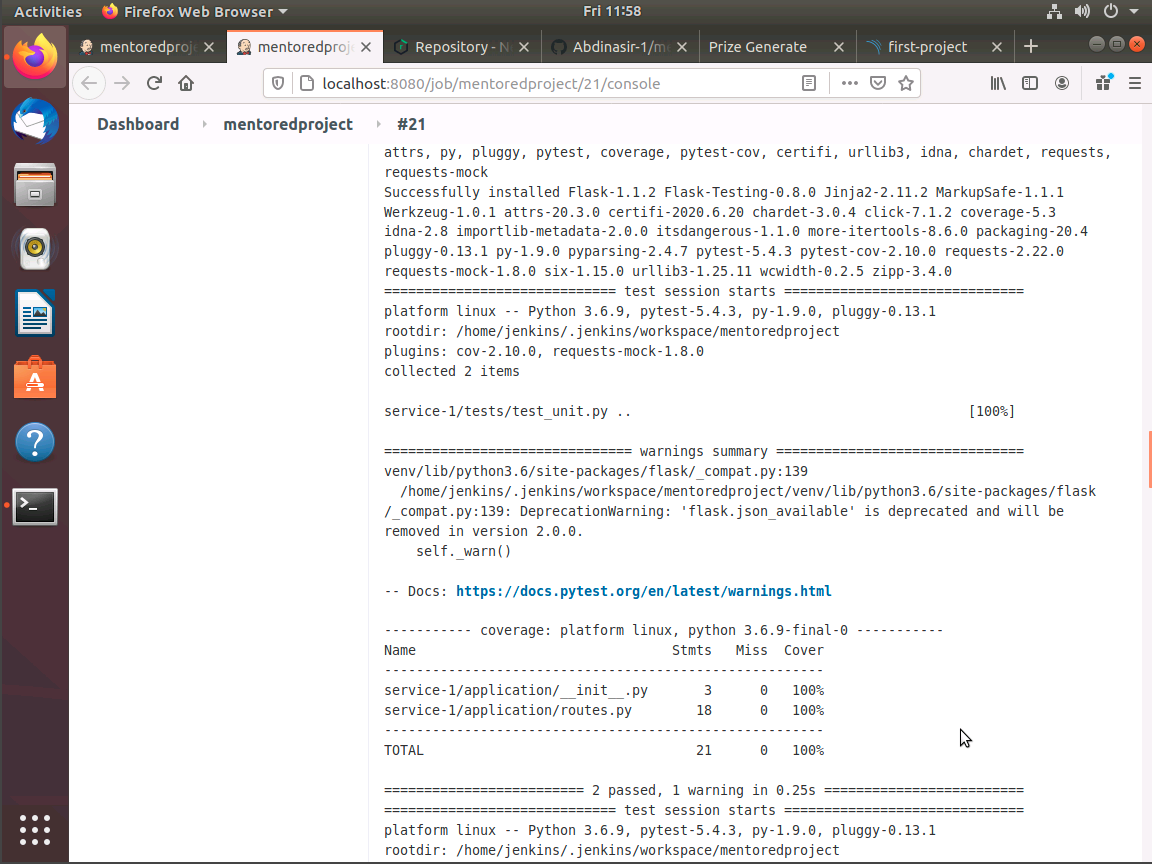 Activities Firefox Web Browser Fri 11:58
mentoredproj mentoredproj Repository - N Abdinasir-1/m Prize Generate first-project
localhost:8080/job/mentoredproject/21/console
Dashboard mentoredproject #21
attrs, py, pluggy, pytest, coverage, pytest-cov, certifi, urllib3, idna, chardet, requests,
requests-mock
Successfully installed Flask-1.1.2 Flask-Testing-0.8.0 Jinja2-2.11.2 MarkupSafe-1.1.1
Werkzeug-1.0.1 attrs-20.3.0 certifi-2020.6.20 chardet-3.0.4 click-7.1.2 coverage-5.3
idna-2.8 importlib-metadata-2.0.0 itsdangerous-1.1.0 more-itertools-8.6.0 packaging-20.4
pluggy-0.13.1 py-1.9.0 pyparsing-2.4.7 pytest-5.4.3 pytest-cov-2.10.0 requests-2.22.0
requests-mock-1.8.0 six-1.15.0 urllib3-1.25.11 wcwidth-0.2.5 zipp-3.4.0
============================= test session starts ==============================
platform linux -- Python 3.6.9, pytest-5.4.3, py-1.9.0, pluggy-0.13.1
rootdir: /home/jenkins/.jenkins/workspace/mentoredproject
plugins: cov-2.10.0, requests-mock-1.8.0
collected 2 items
service-1/tests/test_unit.py .. [100%]
=============================== warnings summary ===============================
venv/lib/python3.6/site-packages/flask/_compat.py:139
/home/jenkins/.jenkins/workspace/mentoredproject/venv/lib/python3.6/site-packages/flask
/_compat.py:139: DeprecationWarning: 'flask.json_available' is deprecated and will be
removed in version 2.0.0.
self._warn()
-- Docs: https://docs.pytest.org/en/latest/warnings.html
----------- coverage: platform linux, python 3.6.9-final-0 -----------
Name Stmts Miss Cover
-------------------------------------------------------
service-1/application/__init__.py 3 0 100%
service-1/application/routes.py 18 0 100%
-------------------------------------------------------
TOTAL 21 0 100%
========================= 2 passed, 1 warning in 0.25s =========================
============================= test session starts ==============================
platform linux -- Python 3.6.9, pytest-5.4.3, py-1.9.0, pluggy-0.13.1
rootdir: /home/jenkins/.jenkins/workspace/mentoredproject